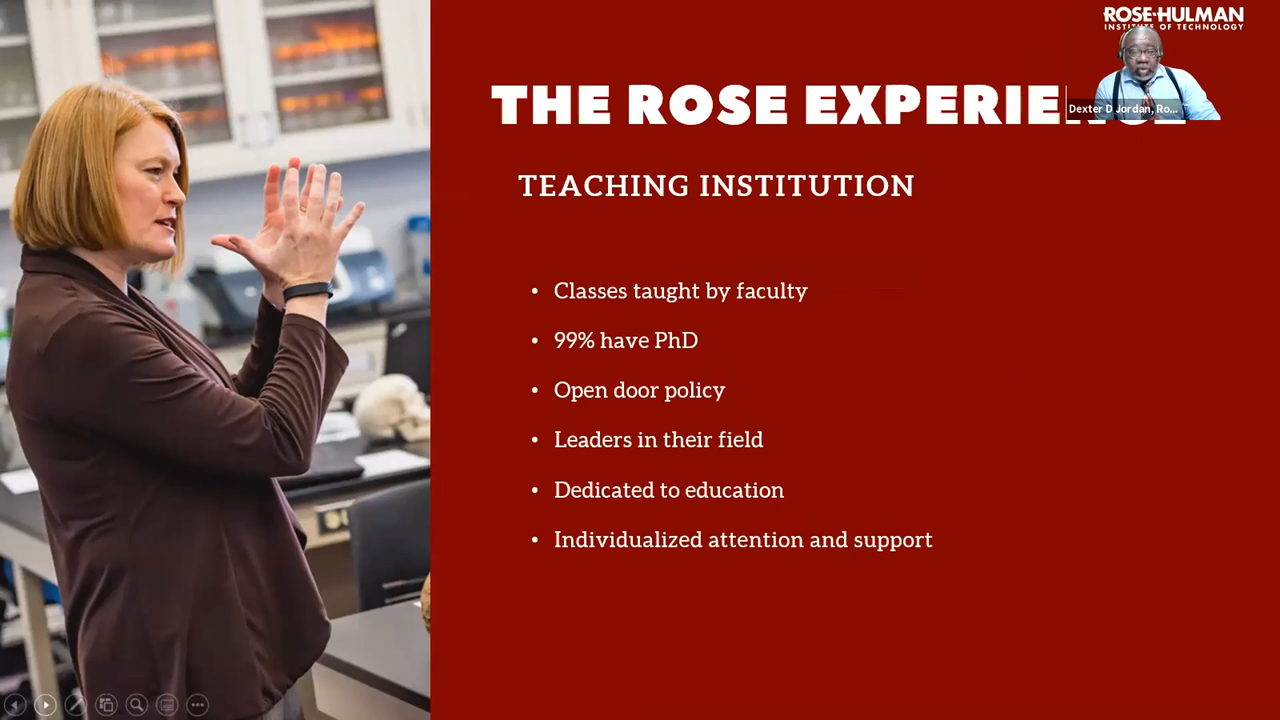 ROSE-HULMAN
INSTITUTE OF TECHNOLOGY
THE ROSE EXPERIENCE
Dexter D Jordan, Ro...
TEACHING INSTITUTION
• Classes taught by faculty
• 99% have PhD
• Open door policy
• Leaders in their field
• Dedicated to education
• Individualized attention and support